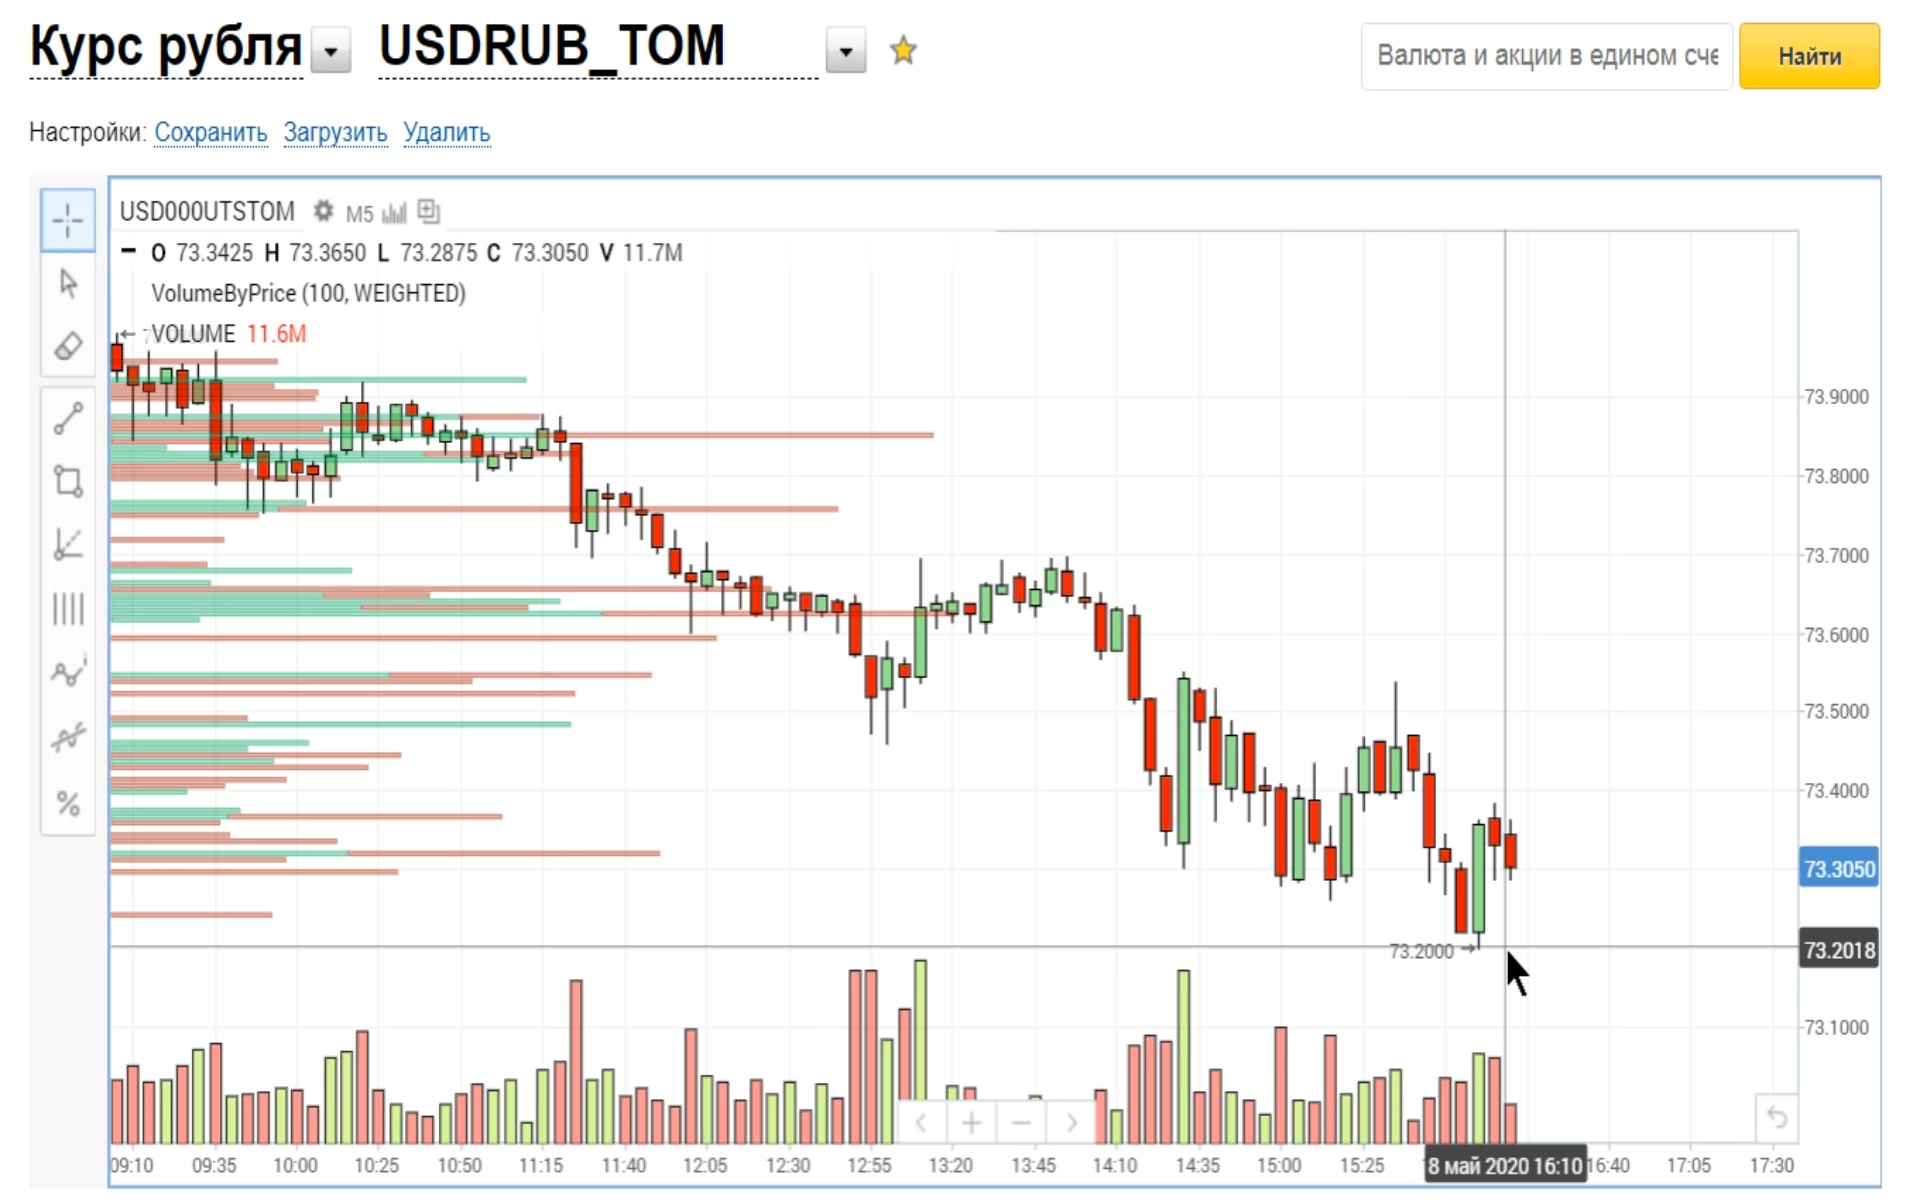 Курс рубля USDRUB_TOM Валюта и акции в едином сче Найти
Настройки: Сохранить Загрузить Удалить
USD000UTSTOM M5
O 73.3425 H 73.3650 L 73.2875 C 73.3050 V 11.7M
VolumeByPrice (100, WEIGHTED)
VOLUME 11.6M
73.9000
73.8000
73.7000
73.6000
73.5000
73.4000
73.3050
73.2000
73.2018
73.1000
%
09:10 09:35 10:00 10:25 10:50 11:15 11:40 12:05 12:30 12:55 13:20 13:45 14:10 14:35 15:00 15:25 8 май 2020 16:10 16:40 17:05 17:30